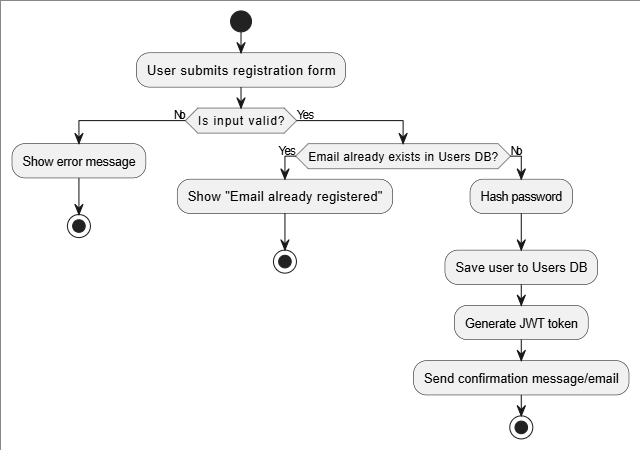 User submits registration form
No
Is input valid?
Yes
Show error message
Yes
Email already exists in Users DB?
No
Show "Email already registered"
Hash password
Save user to Users DB
Generate JWT token
Send confirmation message/email